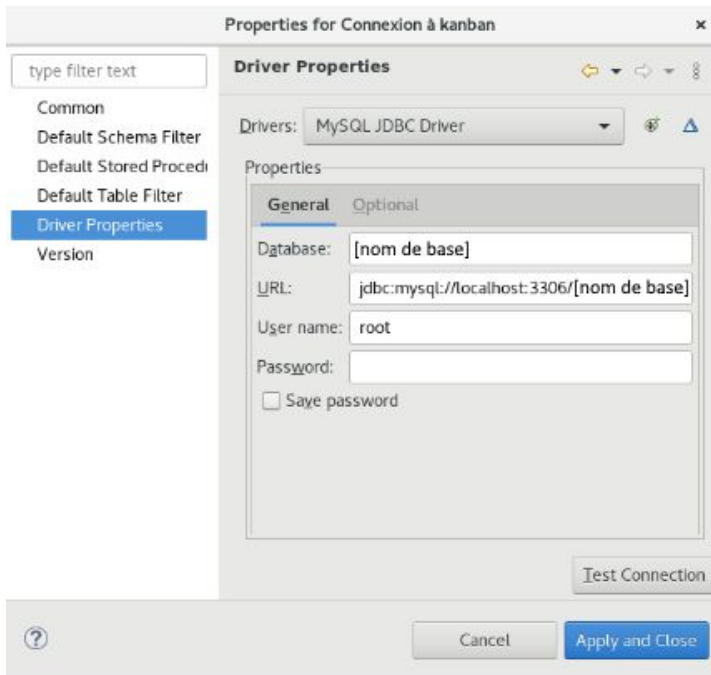 Properties for Connexion à kanban
type filter text
Common
Default Schema Filter
Default Stored Procedu
Default Table Filter
Driver Properties
Version
Driver Properties
Drivers: MySQL JDBC Driver
Properties
General Optional
Database: [nom de base]
URL: jdbc:mysql://localhost:3306/[nom de base]
User name: root
Password:
Save password
Test Connection
Cancel Apply and Close